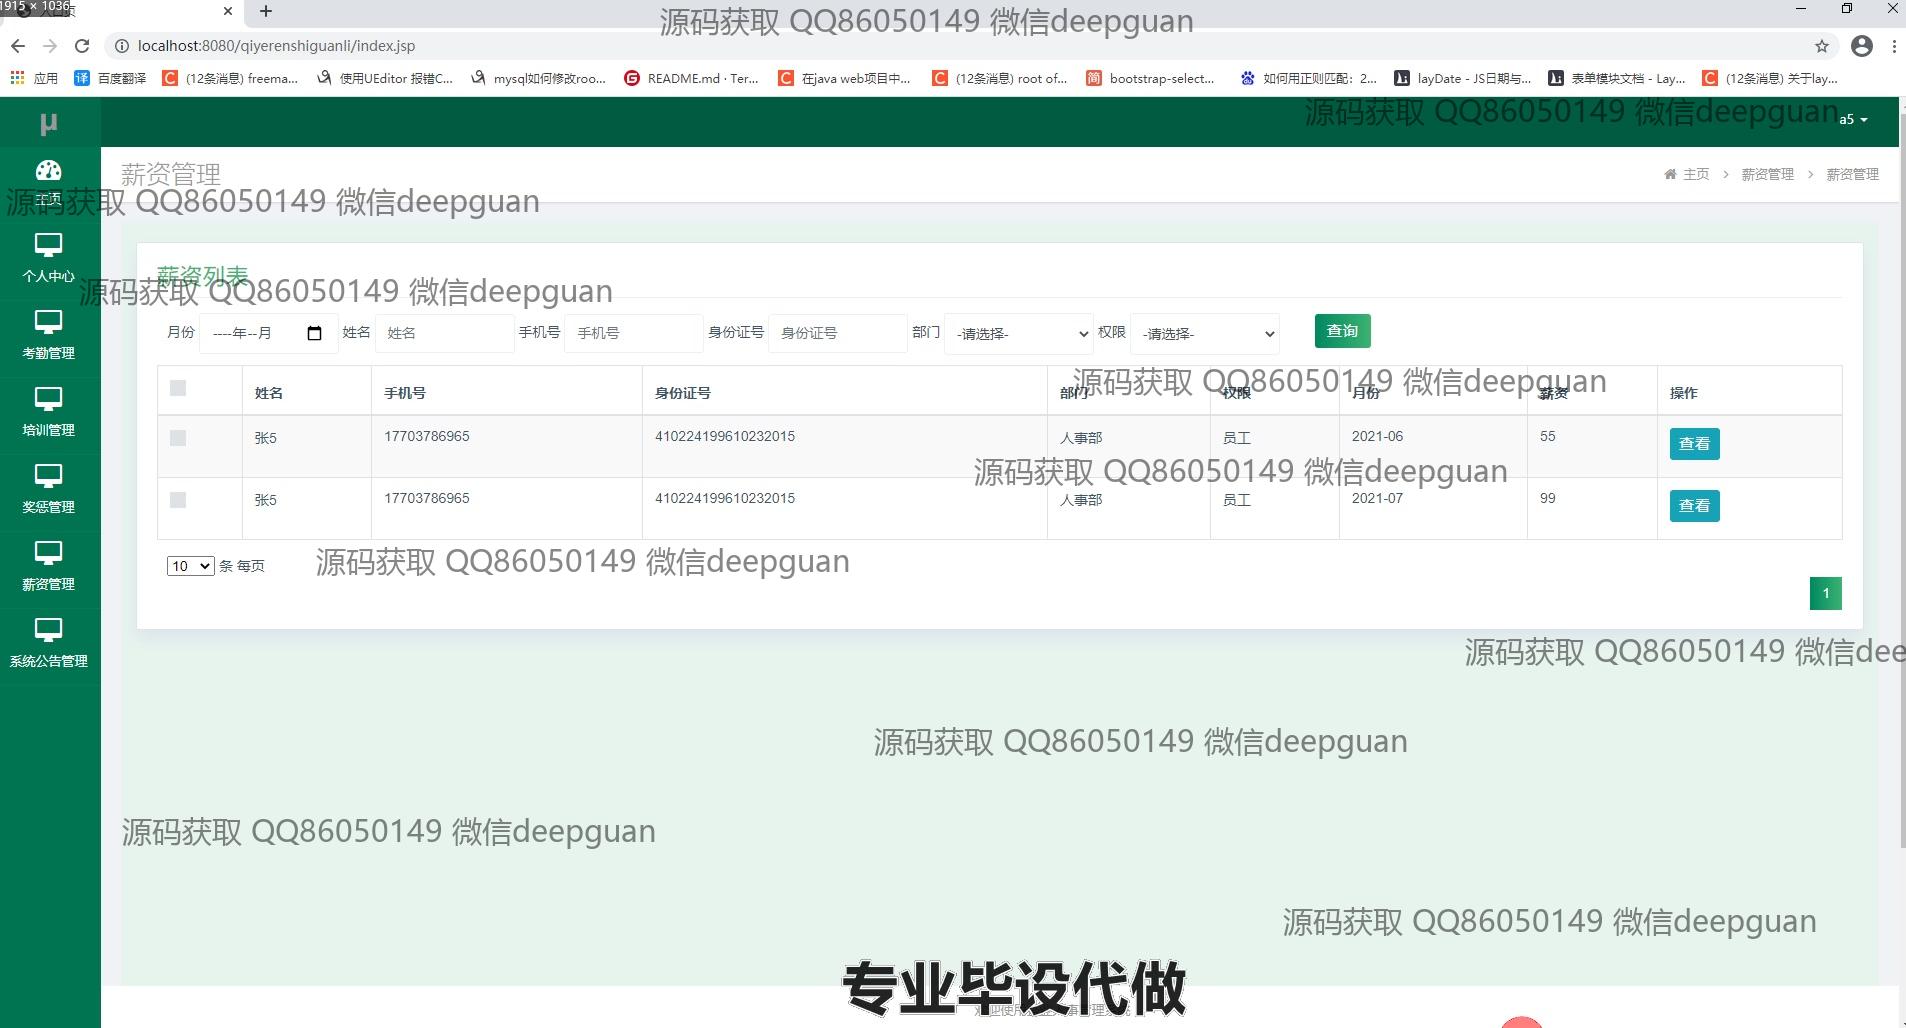 1915 × 1036
源码获取 QQ86050149 微信deepguan
localhost:8080/qiyerenshiguanli/index.jsp
应用 百度翻译 (12条消息) freema... 使用UEditor 报错C... mysql如何修改roo... README.md · Ter... 在java web项目中... (12条消息) root of... bootstrap-select... 如何用正则匹配：2... layDate - JS日期与... 表单模块文档 - Lay... (12条消息) 关于lay...
μ
源码获取 QQ86050149 微信deepguan
a5
主页
薪资管理
主页 > 薪资管理 > 薪资管理
源码获取 QQ86050149 微信deepguan
个人中心
薪资列表
源码获取 QQ86050149 微信deepguan
月份 ----年--月 姓名 姓名 手机号 手机号 身份证号 身份证号 部门 -请选择- 权限 -请选择- 查询
考勤管理
源码获取 QQ86050149 微信deepguan
姓名 手机号 身份证号 部门 权限 月份 薪资 操作
培训管理
张5 17703786965 410224199610232015 人事部 员工 2021-06 55 查看
源码获取 QQ86050149 微信deepguan
张5 17703786965 410224199610232015 人事部 员工 2021-07 99 查看
奖惩管理
10 条 每页
源码获取 QQ86050149 微信deepguan
薪资管理
1
系统公告管理
源码获取 QQ86050149 微信dee
源码获取 QQ86050149 微信deepguan
源码获取 QQ86050149 微信deepguan
源码获取 QQ86050149 微信deepguan
专业毕设代做